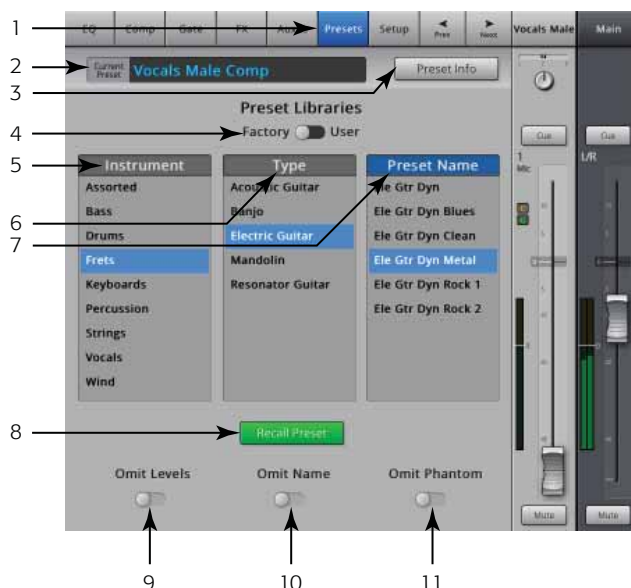 1
EQ Comp Gate FX Auxes Presets Setup Prev Next Vocals Male Main
2
Current Preset Vocals Male Comp Preset Info
3
Preset Libraries
4 Factory User
Cue Cue
5 Instrument Type Preset Name
1 Mic L/R
Assorted Acoustic Guitar Ele Gtr Dyn
6
Bass Banjo Ele Gtr Dyn Blues
7
Drums Electric Guitar Ele Gtr Dyn Clean
Frets Mandolin Ele Gtr Dyn Metal
Keyboards Resonator Guitar Ele Gtr Dyn Rock 1
Percussion Ele Gtr Dyn Rock 2
Strings
Vocals
Wind
8 Recall Preset
Omit Levels Omit Name Omit Phantom
Mute Mute
9 10 11